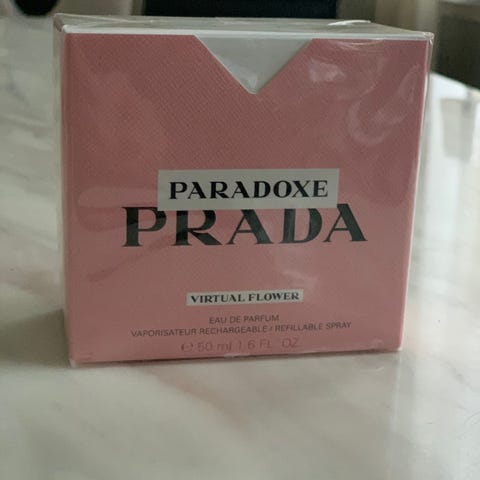 PARADOXE
PRADA
VIRTUAL FLOWER
EAU DE PARFUM
VAPORISATEUR RECHARGEABLE / REFILLABLE SPRAY
℮ 50 ml 1.6 FL. OZ